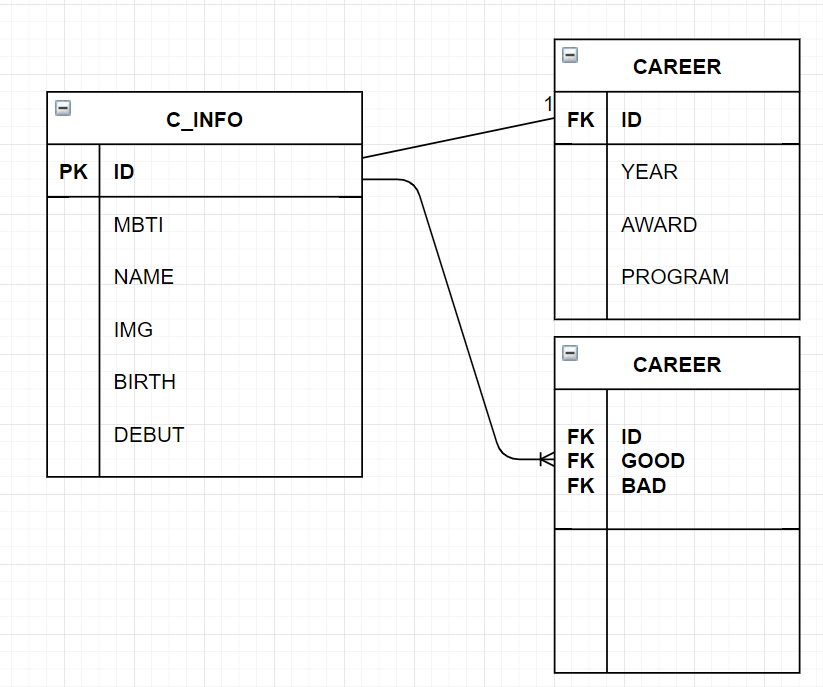 C_INFO
PK ID
MBTI
NAME
IMG
BIRTH
DEBUT
1
CAREER
FK ID
YEAR
AWARD
PROGRAM
CAREER
FK ID
FK GOOD
FK BAD